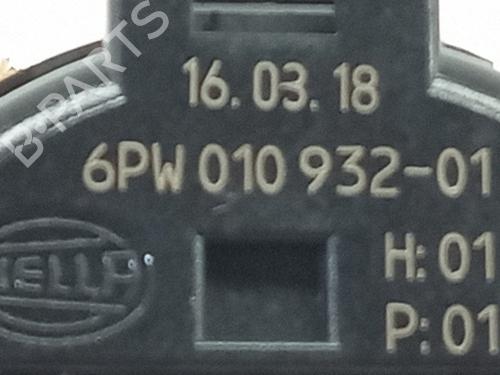 B-PARTS
16.03.18
6PW 010 932-01
HELLA
H:01
P:01